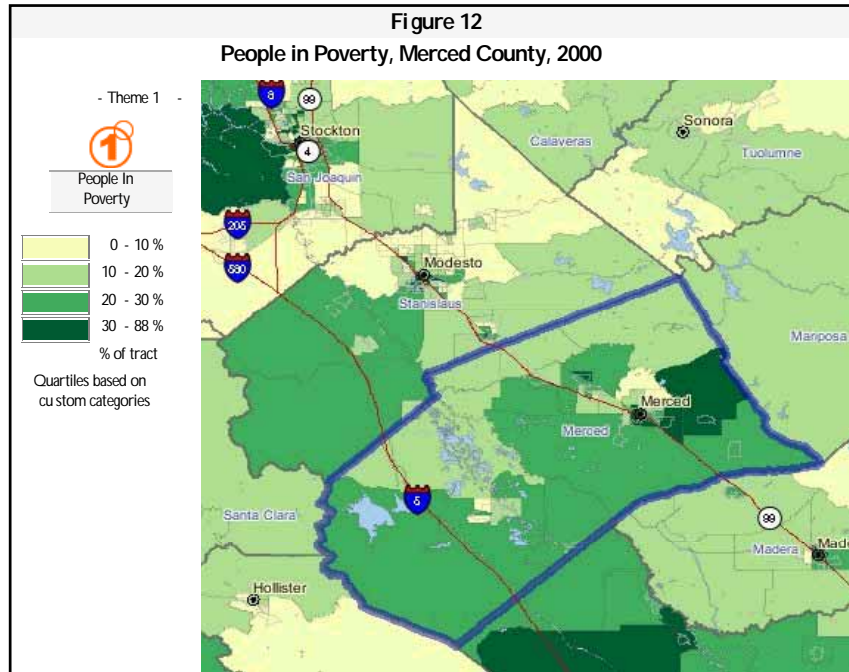 Figure 12
People in Poverty, Merced County, 2000
- Theme 1 -
1
People In
Poverty
0 - 10 %
10 - 20 %
20 - 30 %
30 - 88 %
% of tract
Quartiles based on
custom categories
8
99
Stockton
4
San Joaquin
Calaveras
Sonora
Tuolumne
205
580
Modesto
Stanislaus
Mariposa
Merced
Merced
5
Santa Clara
99
Made
Madera
Hollister